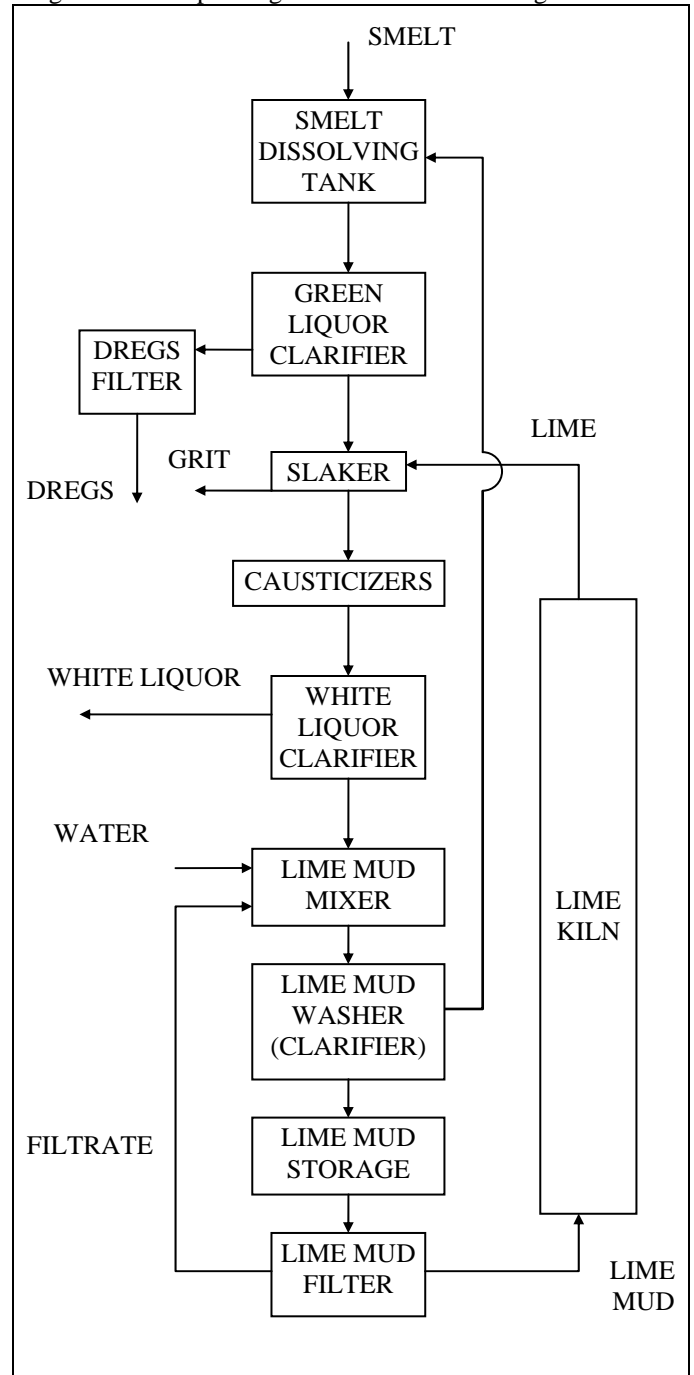 SMELT
SMELT
DISSOLVING
TANK
GREEN
LIQUOR
CLARIFIER
DREGS
FILTER
LIME
GRIT
SLAKER
DREGS
CAUSTICIZERS
WHITE LIQUOR
WHITE
LIQUOR
CLARIFIER
WATER
LIME MUD
MIXER
LIME
KILN
LIME MUD
WASHER
(CLARIFIER)
FILTRATE
LIME MUD
STORAGE
LIME MUD
FILTER
LIME
MUD